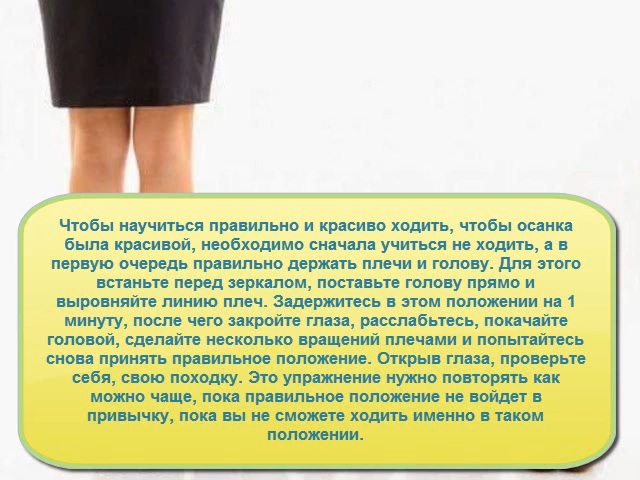 Чтобы научиться правильно и красиво ходить, чтобы осанка
была красивой, необходимо сначала учиться не ходить, а в
первую очередь правильно держать плечи и голову. Для этого
встаньте перед зеркалом, поставьте голову прямо и
выровняйте линию плеч. Задержитесь в этом положении на 1
минуту, после чего закройте глаза, расслабьтесь, покачайте
головой, сделайте несколько вращений плечами и попытайтесь
снова принять правильное положение. Открыв глаза, проверьте
себя, свою походку. Это упражнение нужно повторять как
можно чаще, пока правильное положение не войдет в
привычку, пока вы не сможете ходить именно в таком
положении.